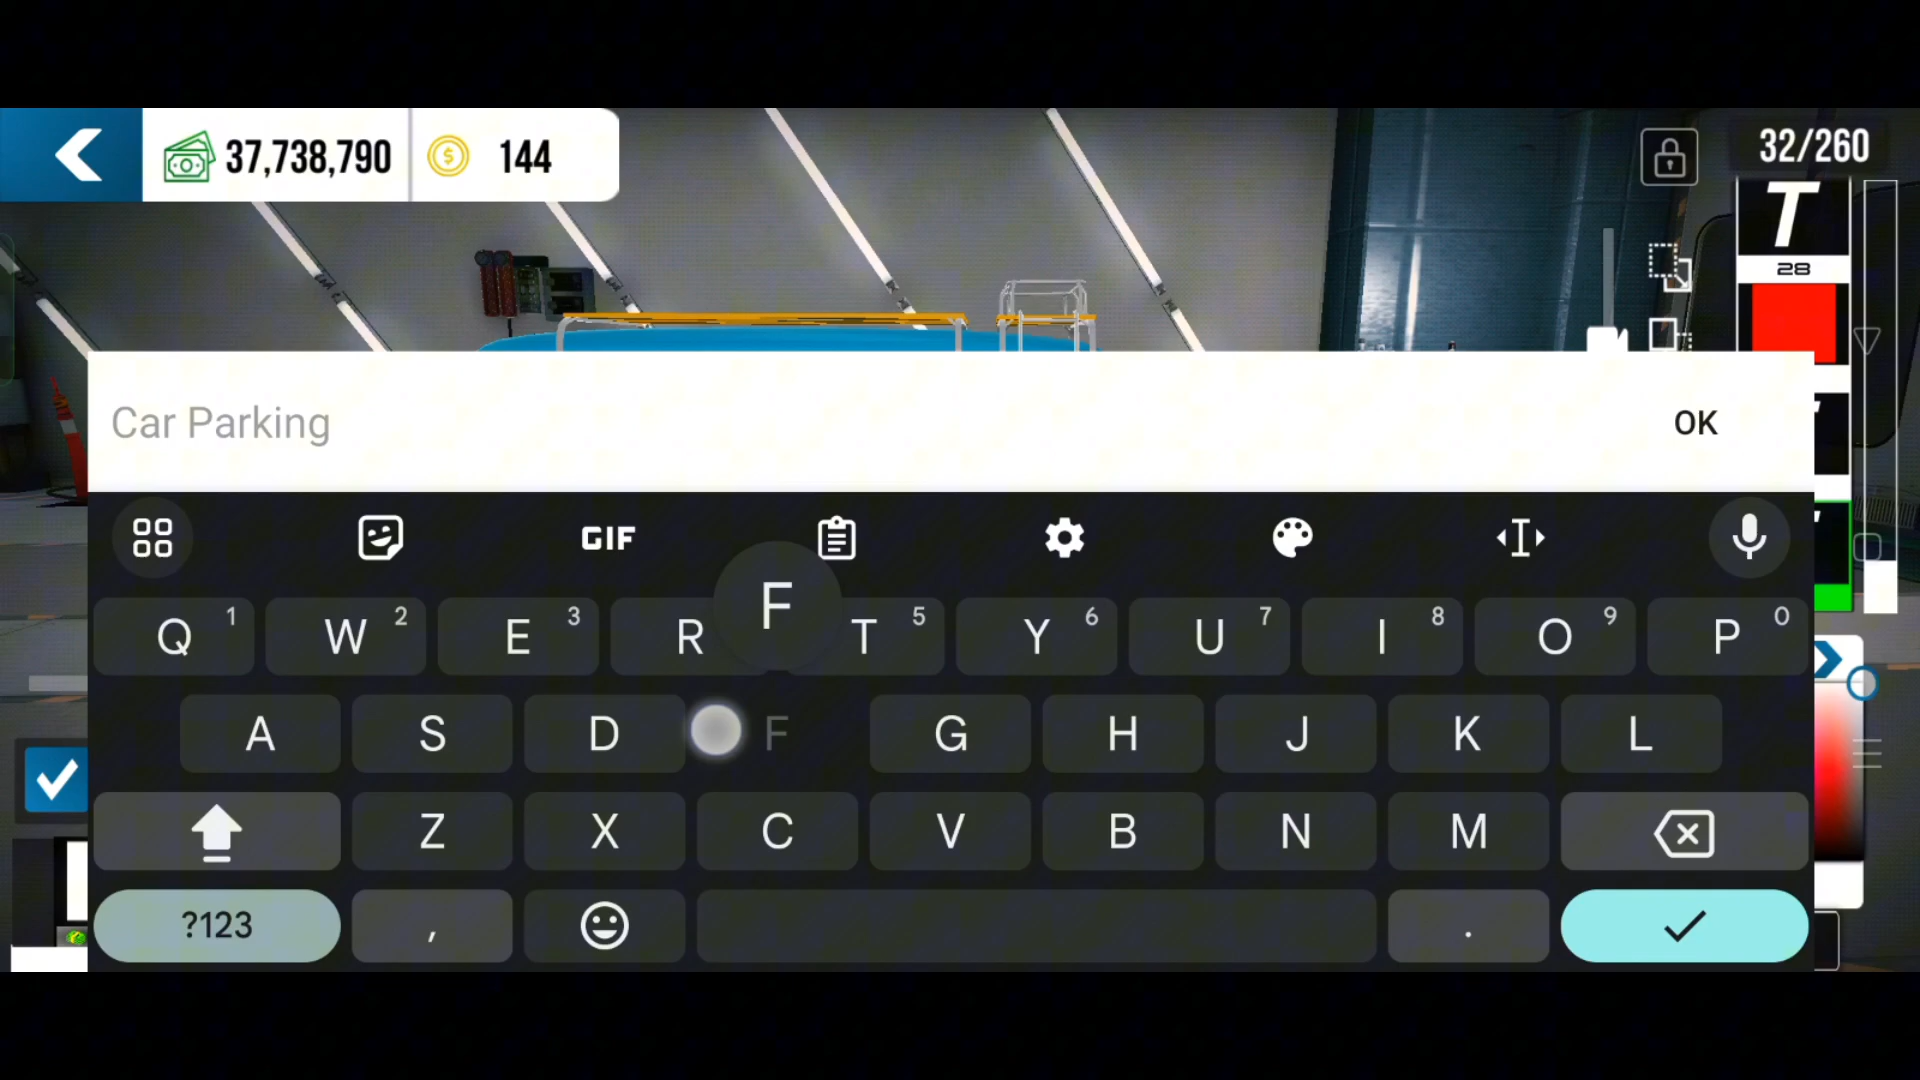 37,738,790
144
32/260
T
28
Car Parking
OK
GIF
F
Q 1 W 2 E 3 R T 5 Y 6 U 7 I 8 O 9 P 0
A S D F G H J K L
Z X C V B N M
?123 , .